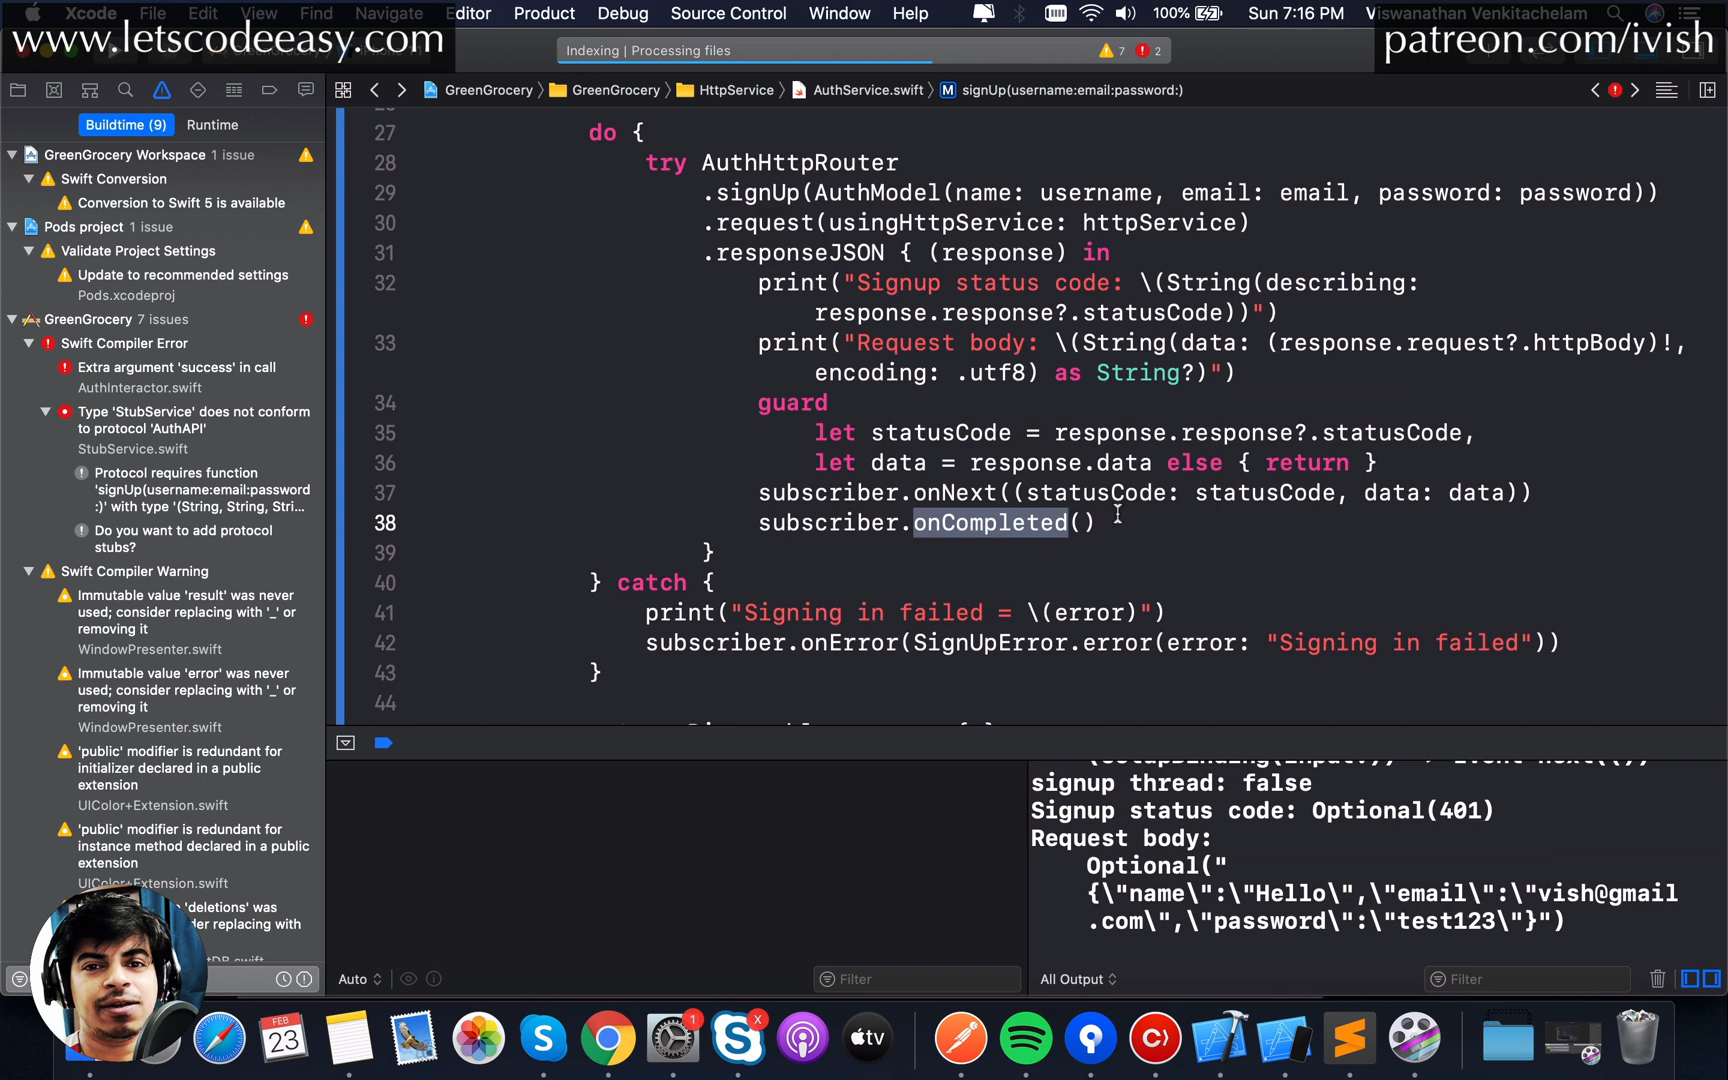 Xcode File Edit View Find Navigate Editor Product Debug Source Control Window Help 100% Sun 7:16 PM Viswanathan Venkitachelam
www.letscodeeasy.com
Indexing | Processing files 7 2
patreon.com/ivish
GreenGrocery GreenGrocery HttpService AuthService.swift M signUp(username:email:password:)
Buildtime (9) Runtime
GreenGrocery Workspace 1 issue
Swift Conversion
Conversion to Swift 5 is available
Pods project 1 issue
Validate Project Settings
Update to recommended settings
Pods.xcodeproj
GreenGrocery 7 issues
Swift Compiler Error
Extra argument 'success' in call
AuthInteractor.swift
Type 'StubService' does not conform
to protocol 'AuthAPI'
StubService.swift
Protocol requires function
'signUp(username:email:password
:)' with type '(String, String, Stri...
Do you want to add protocol
stubs?
Swift Compiler Warning
Immutable value 'result' was never
used; consider replacing with '_' or
removing it
WindowPresenter.swift
Immutable value 'error' was never
used; consider replacing with '_' or
removing it
WindowPresenter.swift
'public' modifier is redundant for
initializer declared in a public
extension
UIColor+Extension.swift
'public' modifier is redundant for
instance method declared in a public
extension
UIColor+Extension.swift
'deletions' was
replacing with
27 do {
28 try AuthHttpRouter
29 .signUp(AuthModel(name: username, email: email, password: password))
30 .request(usingHttpService: httpService)
31 .responseJSON { (response) in
32 print("Signup status code: \(String(describing:
response.response?.statusCode))")
33 print("Request body: \(String(data: (response.request?.httpBody)!,
encoding: .utf8) as String?)")
34 guard
35 let statusCode = response.response?.statusCode,
36 let data = response.data else { return }
37 subscriber.onNext((statusCode: statusCode, data: data))
38 subscriber.onCompleted()
39 }
40 } catch {
41 print("Signing in failed = \(error)")
42 subscriber.onError(SignUpError.error(error: "Signing in failed"))
43 }
44
signup thread: false
Signup status code: Optional(401)
Request body:
Optional("
{\"name\":\"Hello\",\"email\":\"vish@gmail
.com\",\"password\":\"test123\"}")
Auto Filter All Output Filter
FEB
23
1
X
tv